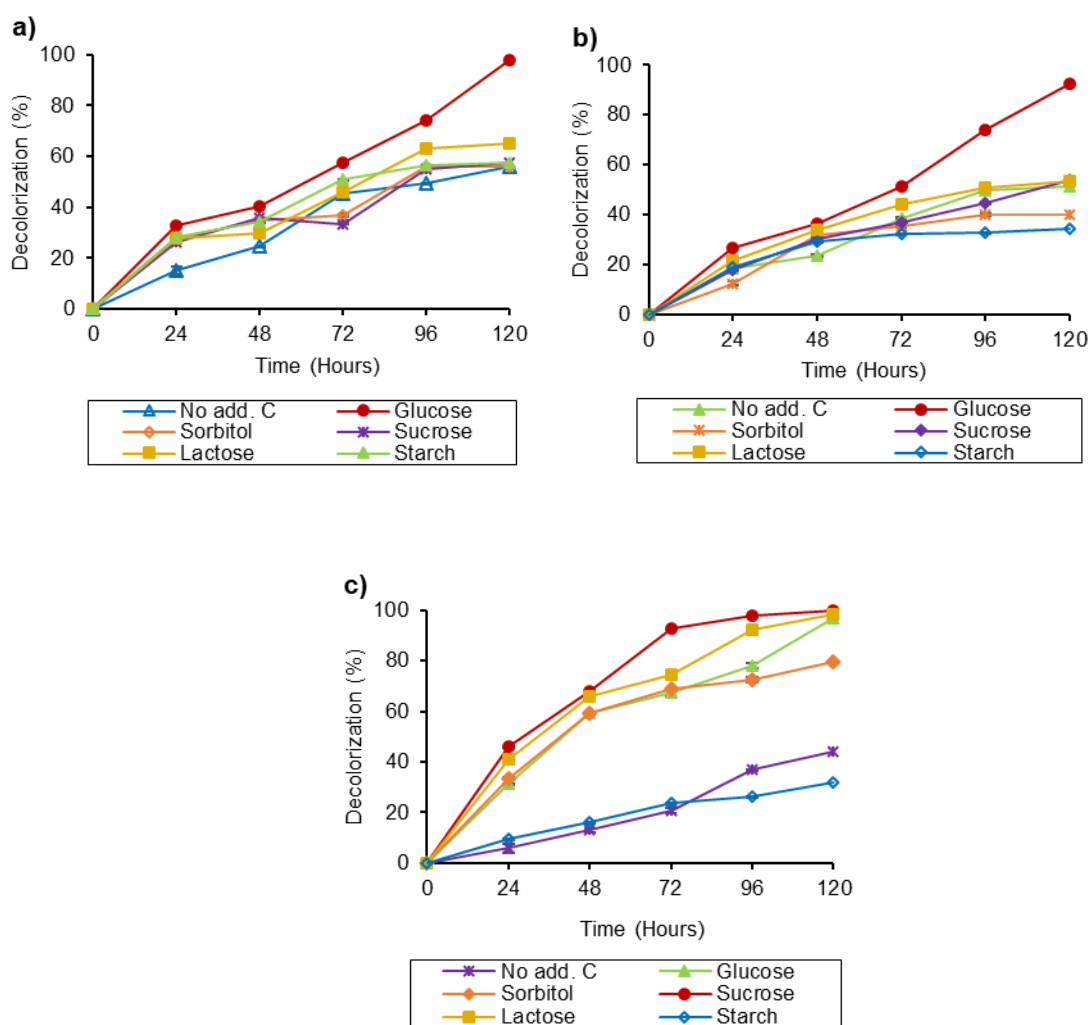 a)
100
80
60
40
20
0
Decolorization (%)
0 24 48 72 96 120
Time (Hours)
No add. C Glucose
Sorbitol Sucrose
Lactose Starch
b)
100
80
60
40
20
0
Decolorization (%)
0 24 48 72 96 120
Time (Hours)
No add. C Glucose
Sorbitol Sucrose
Lactose Starch
c)
100
80
60
40
20
0
Decolorization (%)
0 24 48 72 96 120
Time (Hours)
No add. C Glucose
Sorbitol Sucrose
Lactose Starch